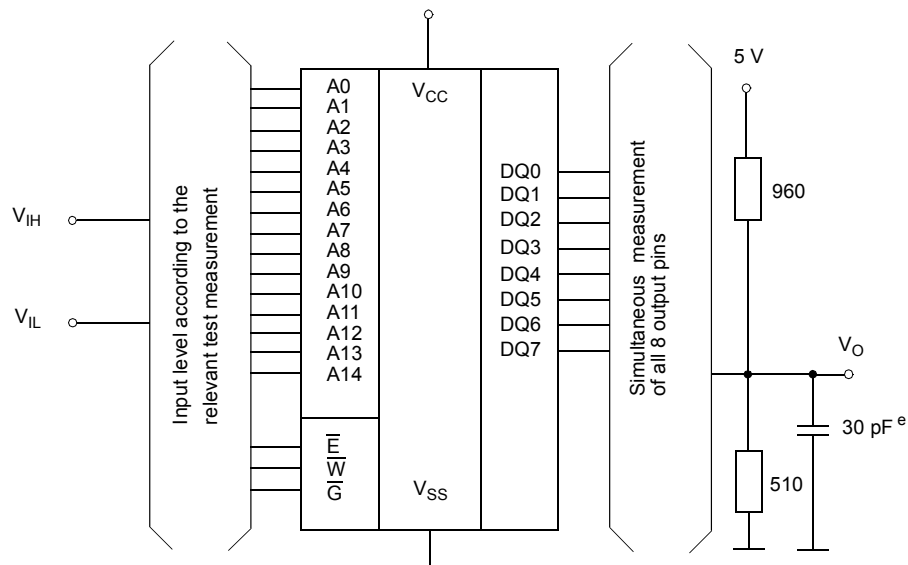 V_IH
V_IL
Input level according to the
relevant test measurement
A0
A1
A2
A3
A4
A5
A6
A7
A8
A9
A10
A11
A12
A13
A14
E̅
W̅
G̅
V_CC
V_SS
DQ0
DQ1
DQ2
DQ3
DQ4
DQ5
DQ6
DQ7
Simultaneous measurement
of all 8 output pins
5 V
960
V_O
30 pF ^e
510